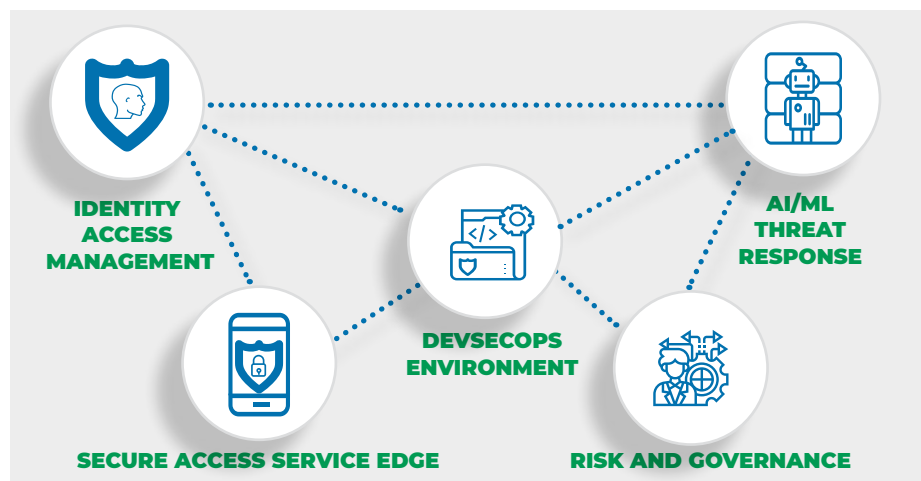 IDENTITY
ACCESS
MANAGEMENT
AI/ML
THREAT
RESPONSE
</>
DEVSECOPS
ENVIRONMENT
SECURE ACCESS SERVICE EDGE
RISK AND GOVERNANCE